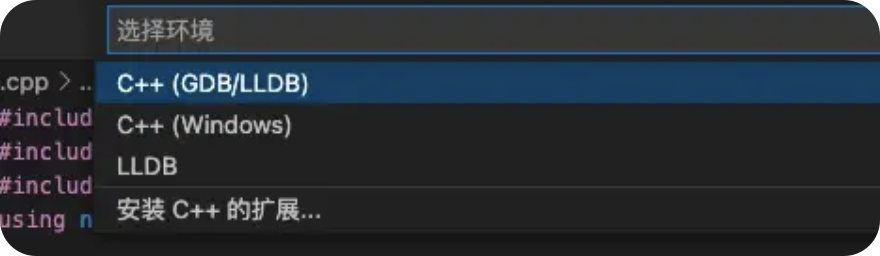 选择环境
.cpp > ..
C++ (GDB/LLDB)
#includ
C++ (Windows)
#includ
LLDB
#includ
安装 C++ 的扩展...
using n